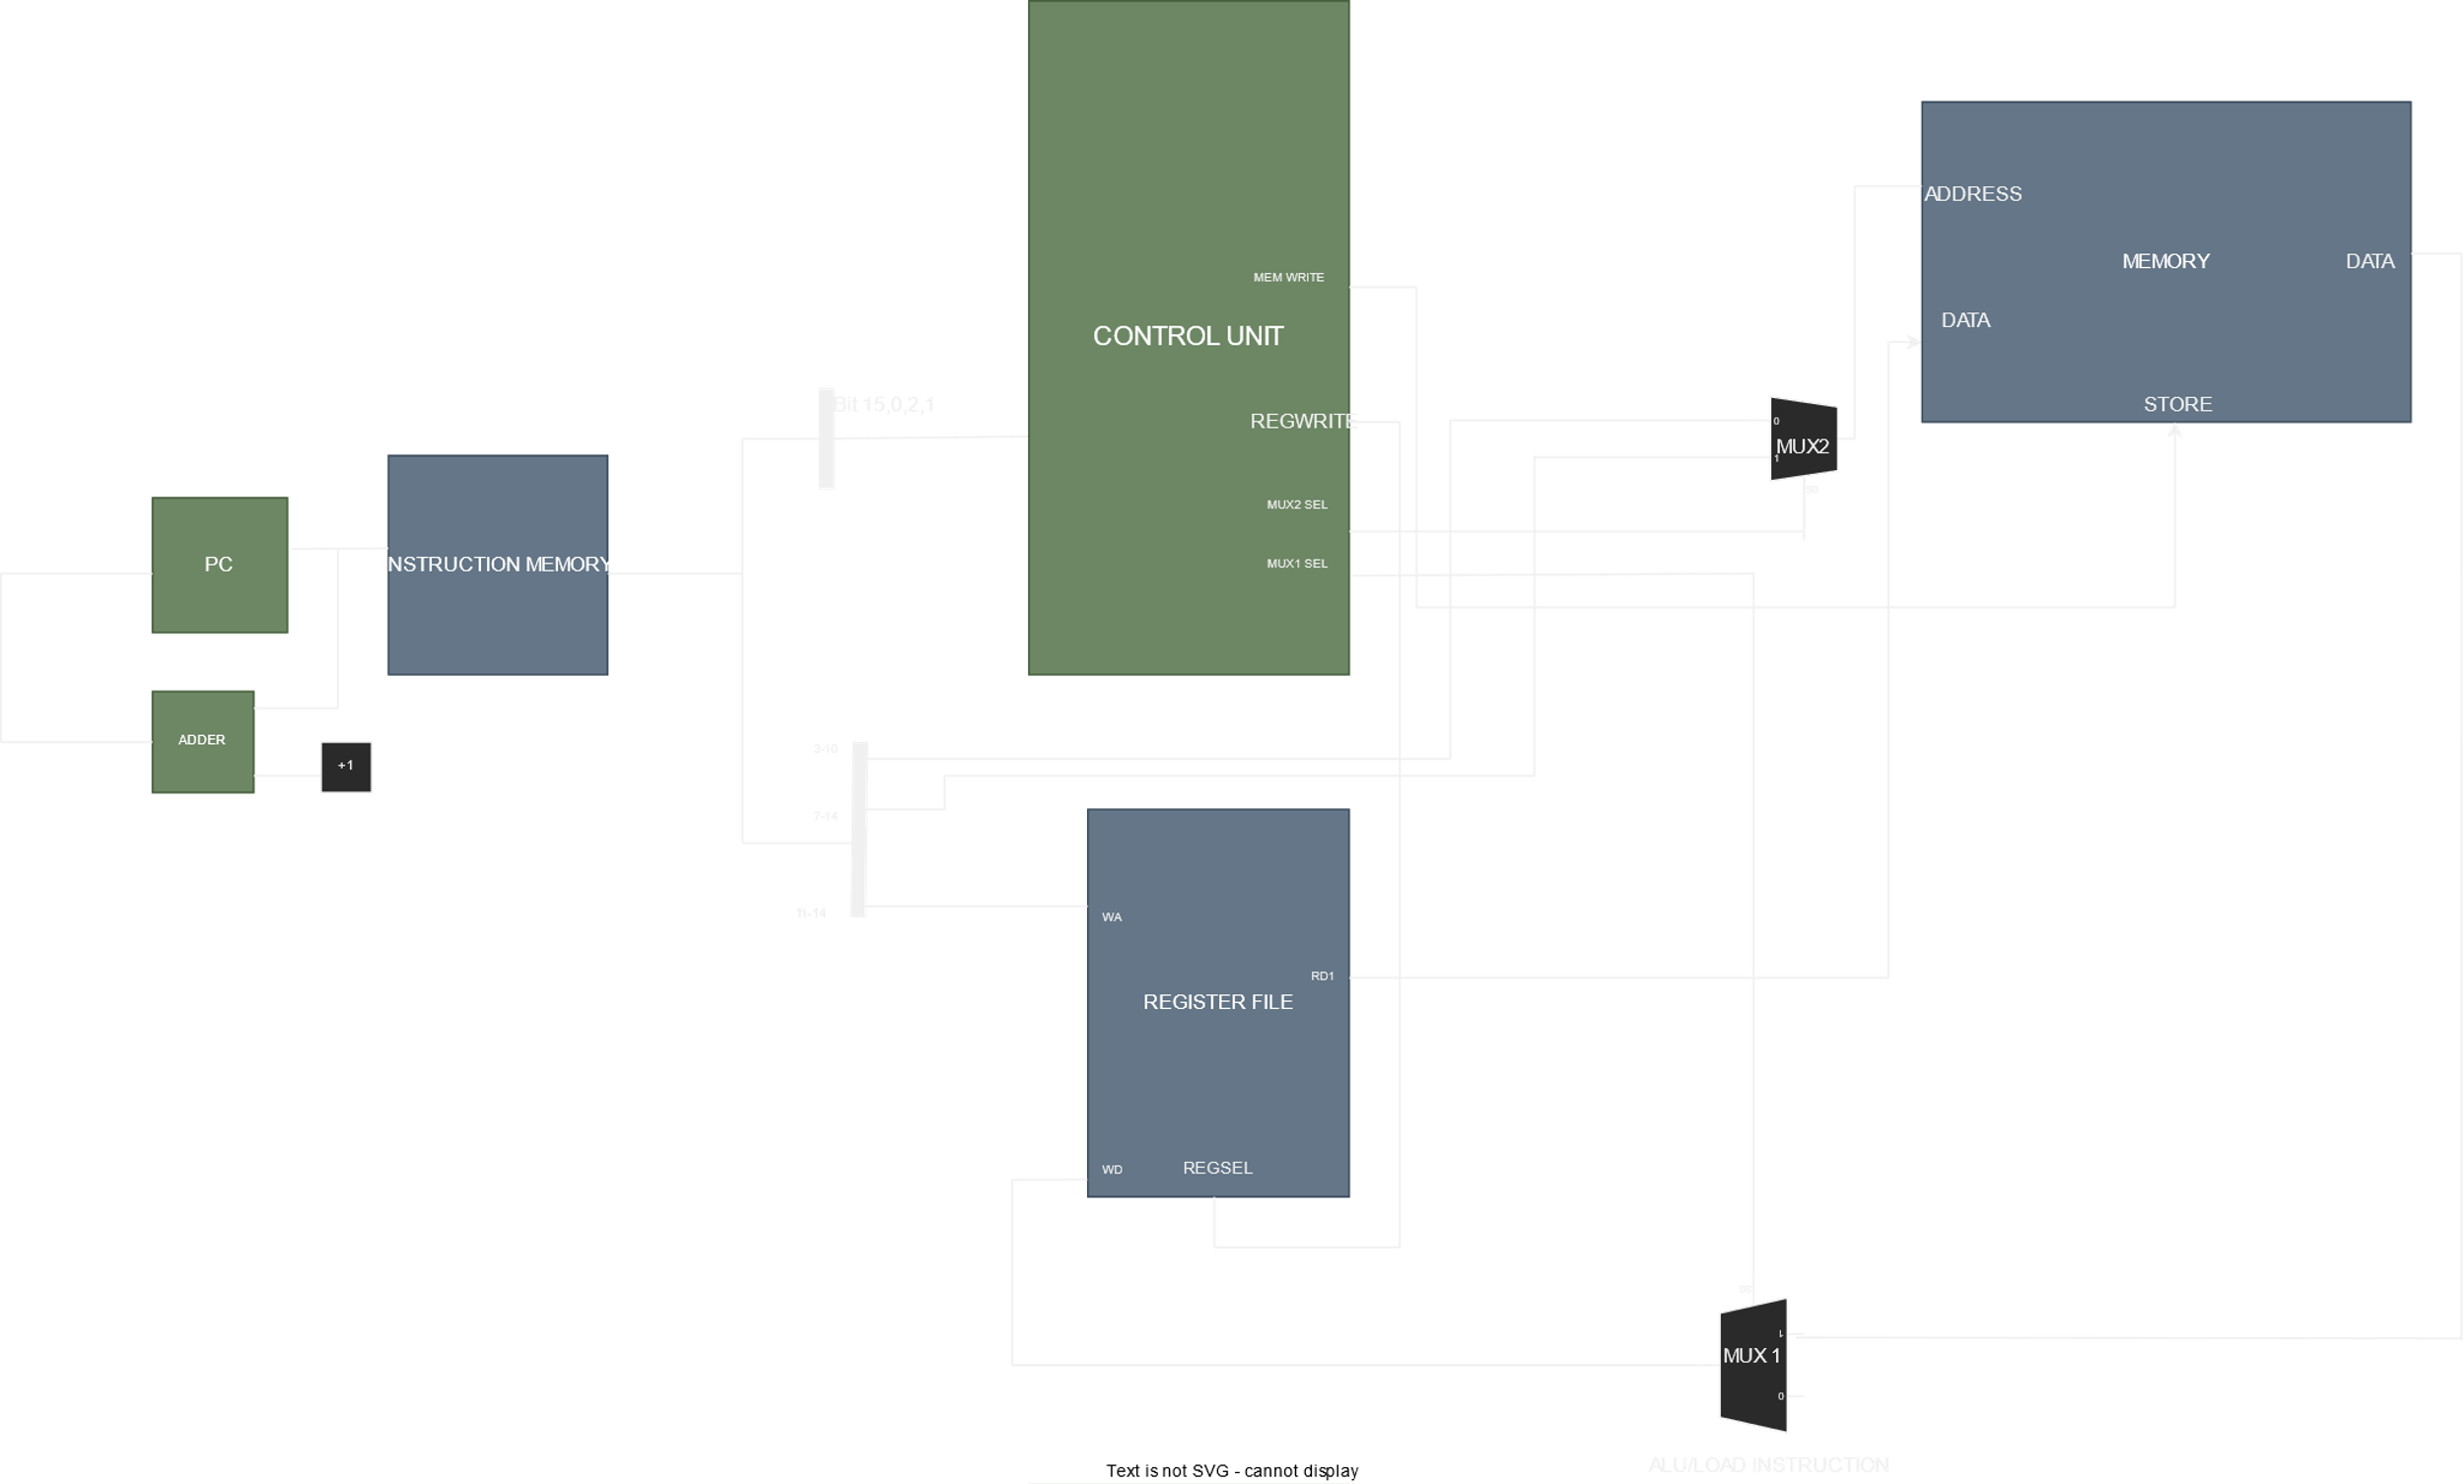 MEM WRITE
CONTROL UNIT
REGWRITE
MUX2 SEL
MUX1 SEL
ADDRESS
MEMORY
DATA
DATA
STORE
Bit 15,0,2,1
0
MUX2
1
S0
PC
NSTRUCTION MEMORY
ADDER
+1
3-10
7-14
11-14
WA
RD1
REGISTER FILE
WD
REGSEL
S0
1
MUX 1
0
ALU/LOAD INSTRUCTION
Text is not SVG - cannot display